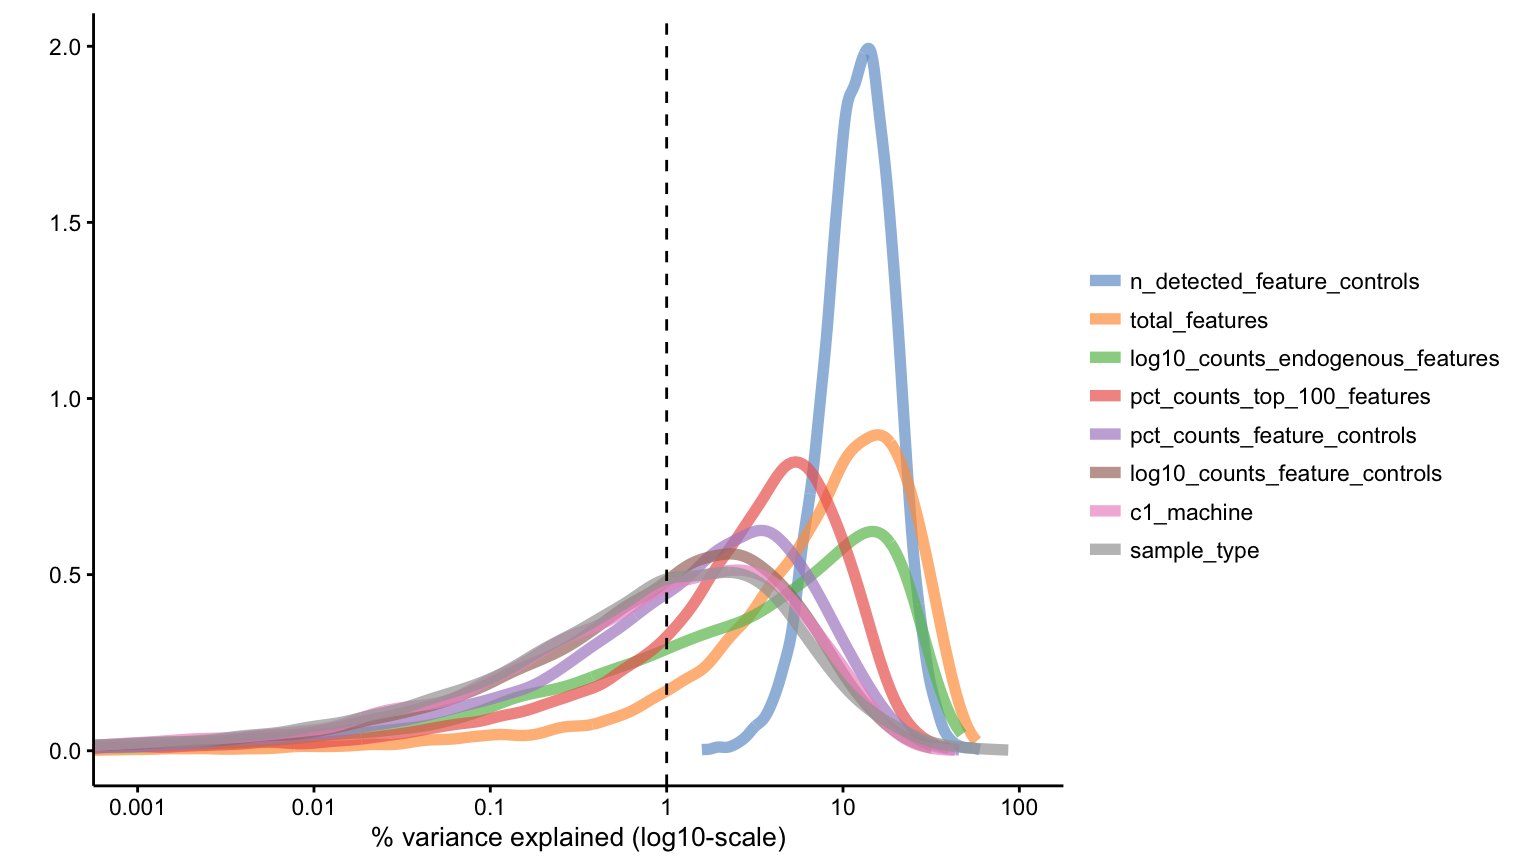 2.0
1.5
1.0
0.5
0.0
0.001
0.01
0.1
1
10
100
% variance explained (log10-scale)
n_detected_feature_controls
total_features
log10_counts_endogenous_features
pct_counts_top_100_features
pct_counts_feature_controls
log10_counts_feature_controls
c1_machine
sample_type